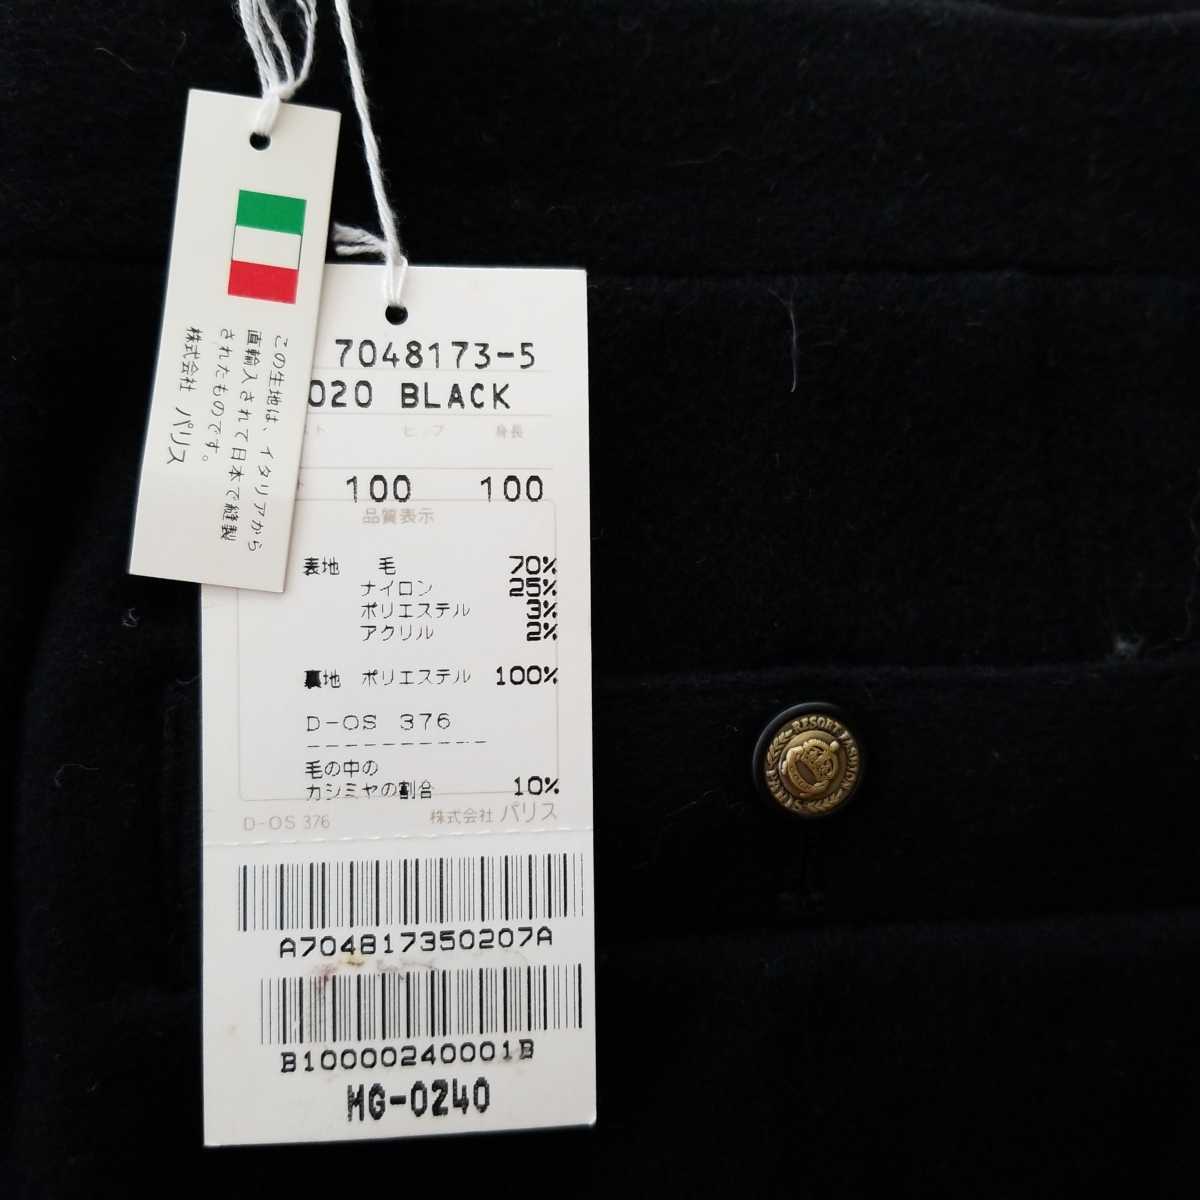 この生地は、イタリアから
直輸入されて日本で縫製
されたものです。
株式会社 パリス
7048173-5
020 BLACK
スト ヒップ 身長
100 100
品質表示
表地 毛 70%
ナイロン 25%
ポリエステル 3%
アクリル 2%
裏地 ポリエステル 100%
D-OS 376
----------
毛の中の
カシミヤの割合 10%
D-OS 376 株式会社 パリス
A704817350207A
B10000240001B
MG-0240
RESORT FASHION